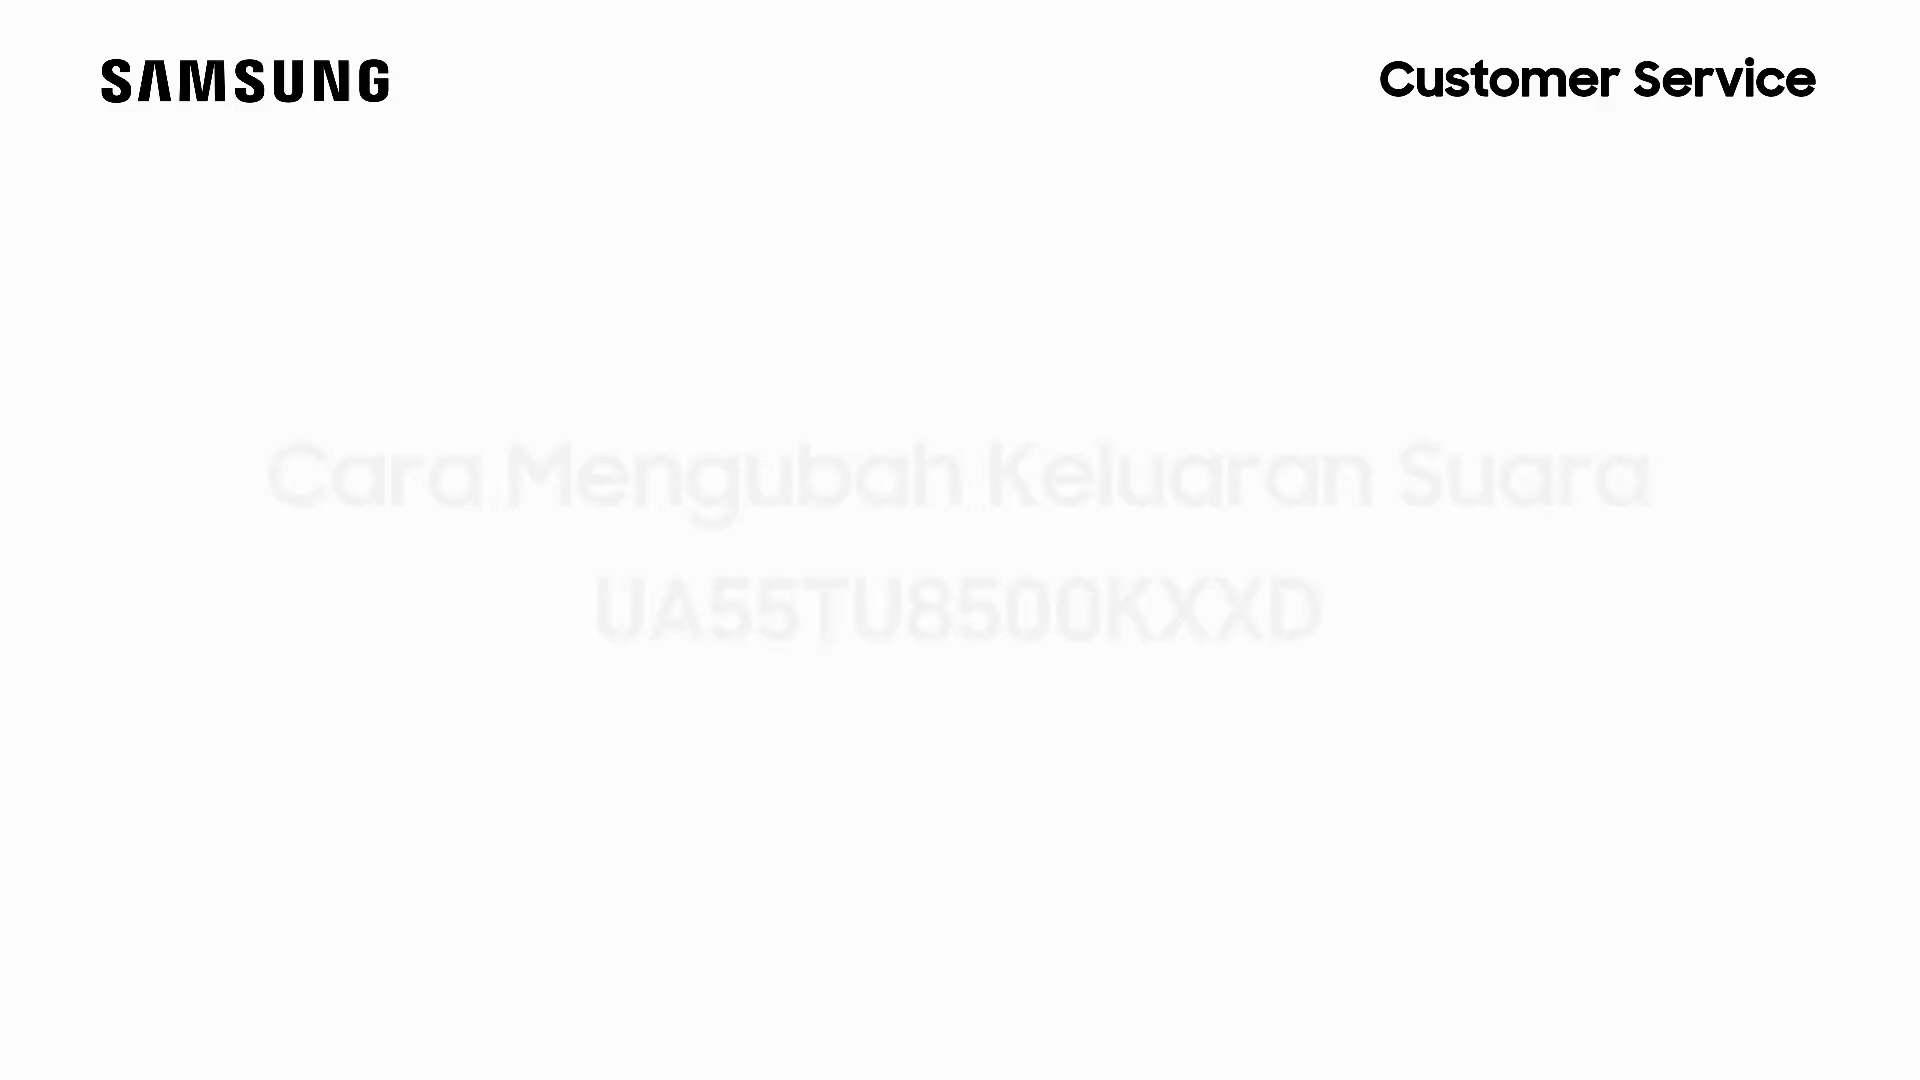 SAMSUNG
Customer Service
Cara Mengubah Keluaran Suara
UA55TU8500KXXD